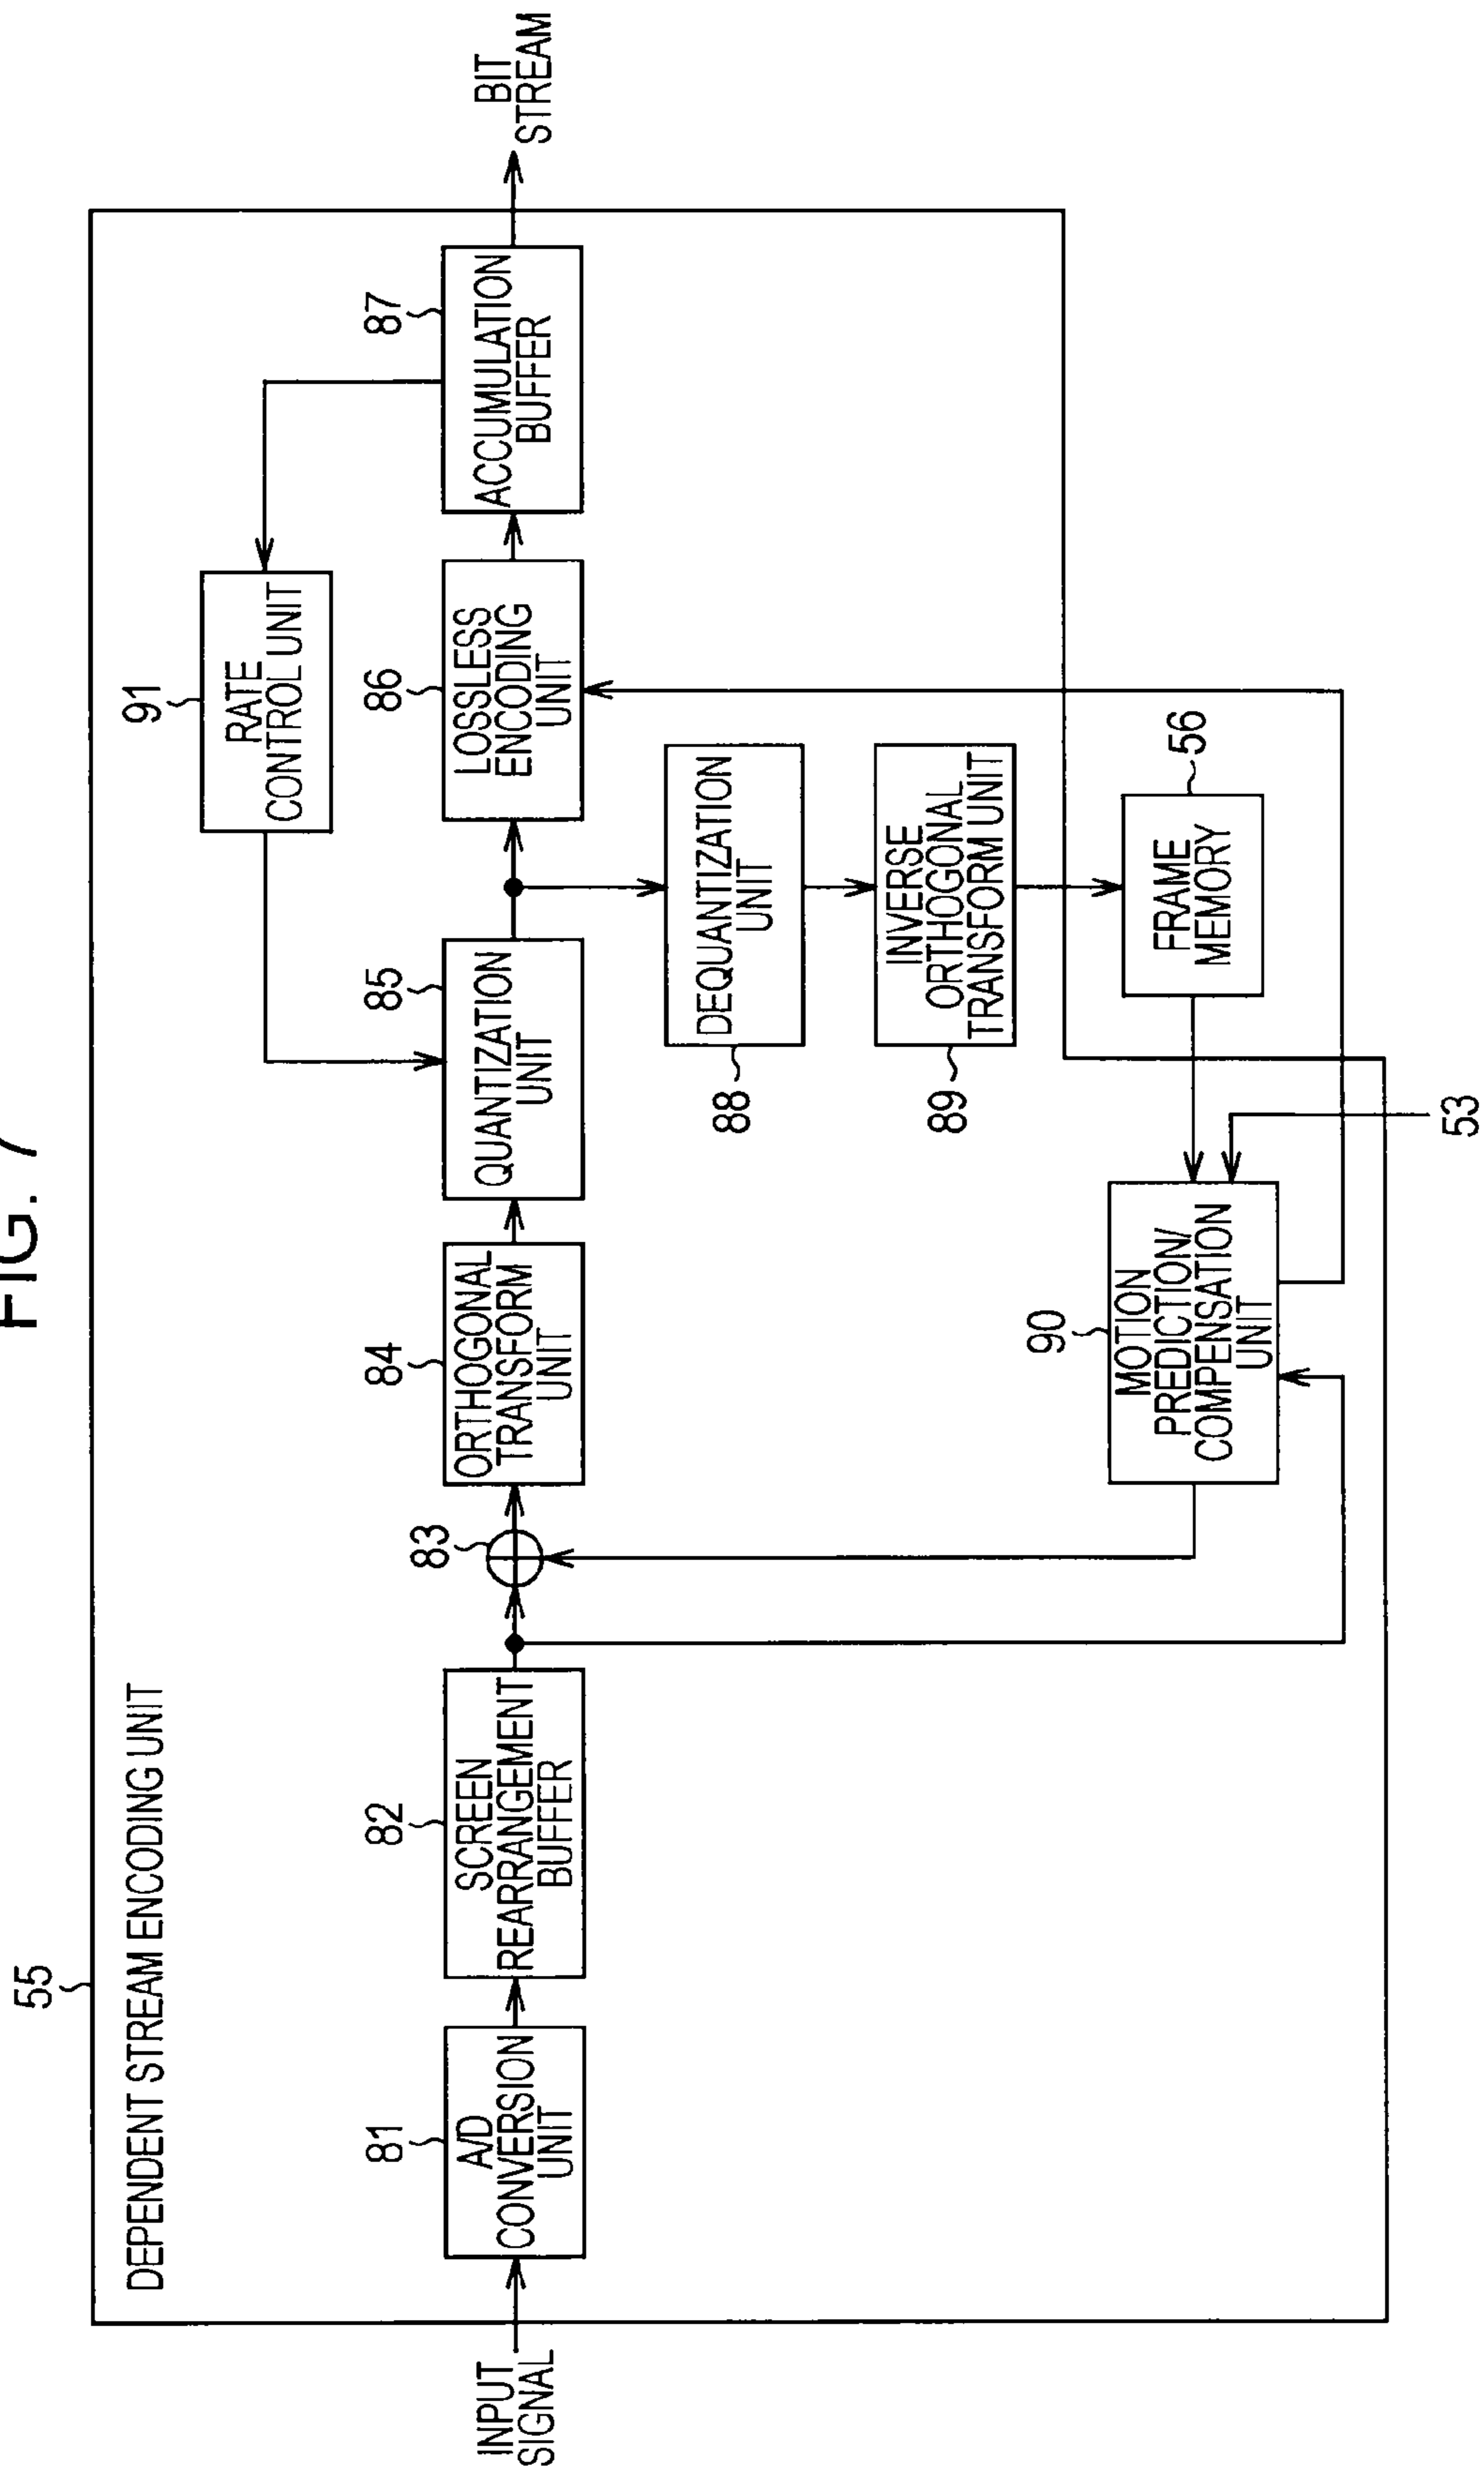 FIG. 7
55
DEPENDENT STREAM ENCODING UNIT
91
RATE
CONTROL UNIT
INPUT
SIGNAL
81
A/D
CONVERSION
UNIT
82
SCREEN
REARRANGEMENT
BUFFER
83
84
ORTHOGONAL
TRANSFORM
UNIT
85
QUANTIZATION
UNIT
86
LOSSLESS
ENCODING
UNIT
87
ACCUMULATION
BUFFER
BIT
STREAM
88
DEQUANTIZATION
UNIT
89
INVERSE
ORTHOGONAL
TRANSFORM UNIT
90
MOTION
PREDICTION/
COMPENSATION
UNIT
56
FRAME
MEMORY
53